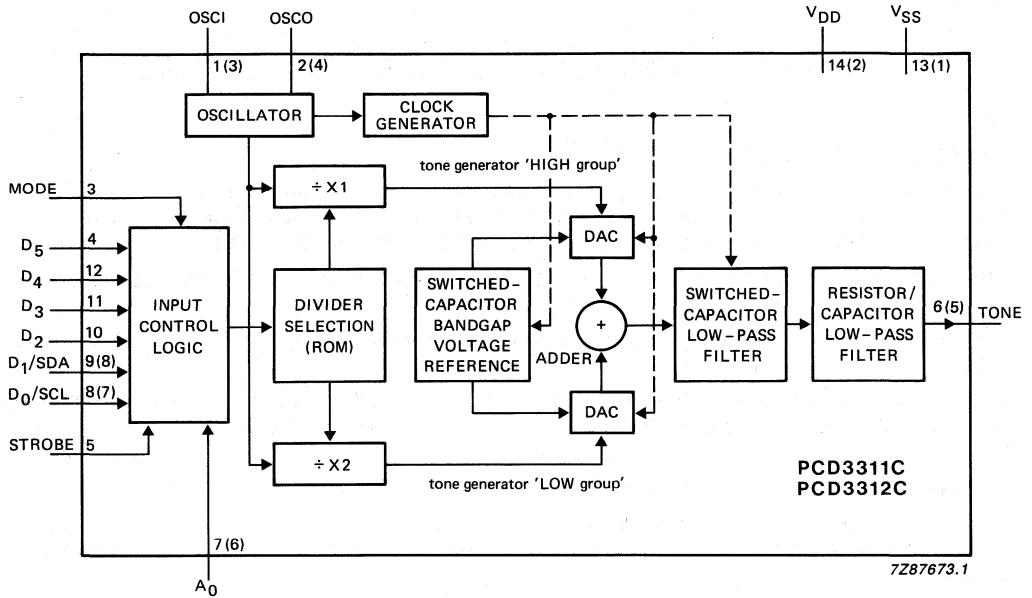 OSCI
OSCO
V_DD
V_SS
1 (3)
2 (4)
14 (2)
13 (1)
OSCILLATOR
CLOCK
GENERATOR
tone generator 'HIGH group'
MODE
3
÷ X1
D5
4
DAC
D4
12
INPUT
CONTROL
LOGIC
DIVIDER
SELECTION
(ROM)
SWITCHED-
CAPACITOR
BANDGAP
VOLTAGE
REFERENCE
+
ADDER
SWITCHED-
CAPACITOR
LOW-PASS
FILTER
RESISTOR/
CAPACITOR
LOW-PASS
FILTER
6 (5)
TONE
D3
11
D2
10
D1/SDA
9 (8)
D0/SCL
8 (7)
DAC
STROBE
5
÷ X2
tone generator 'LOW group'
PCD3311C
PCD3312C
7 (6)
A0
7Z87673.1